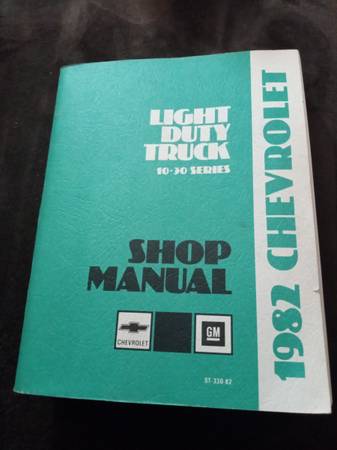 LIGHT
DUTY
TRUCK
10-30 SERIES
SHOP
MANUAL
CHEVROLET
GM
ST-330 82
1982 CHEVROLET